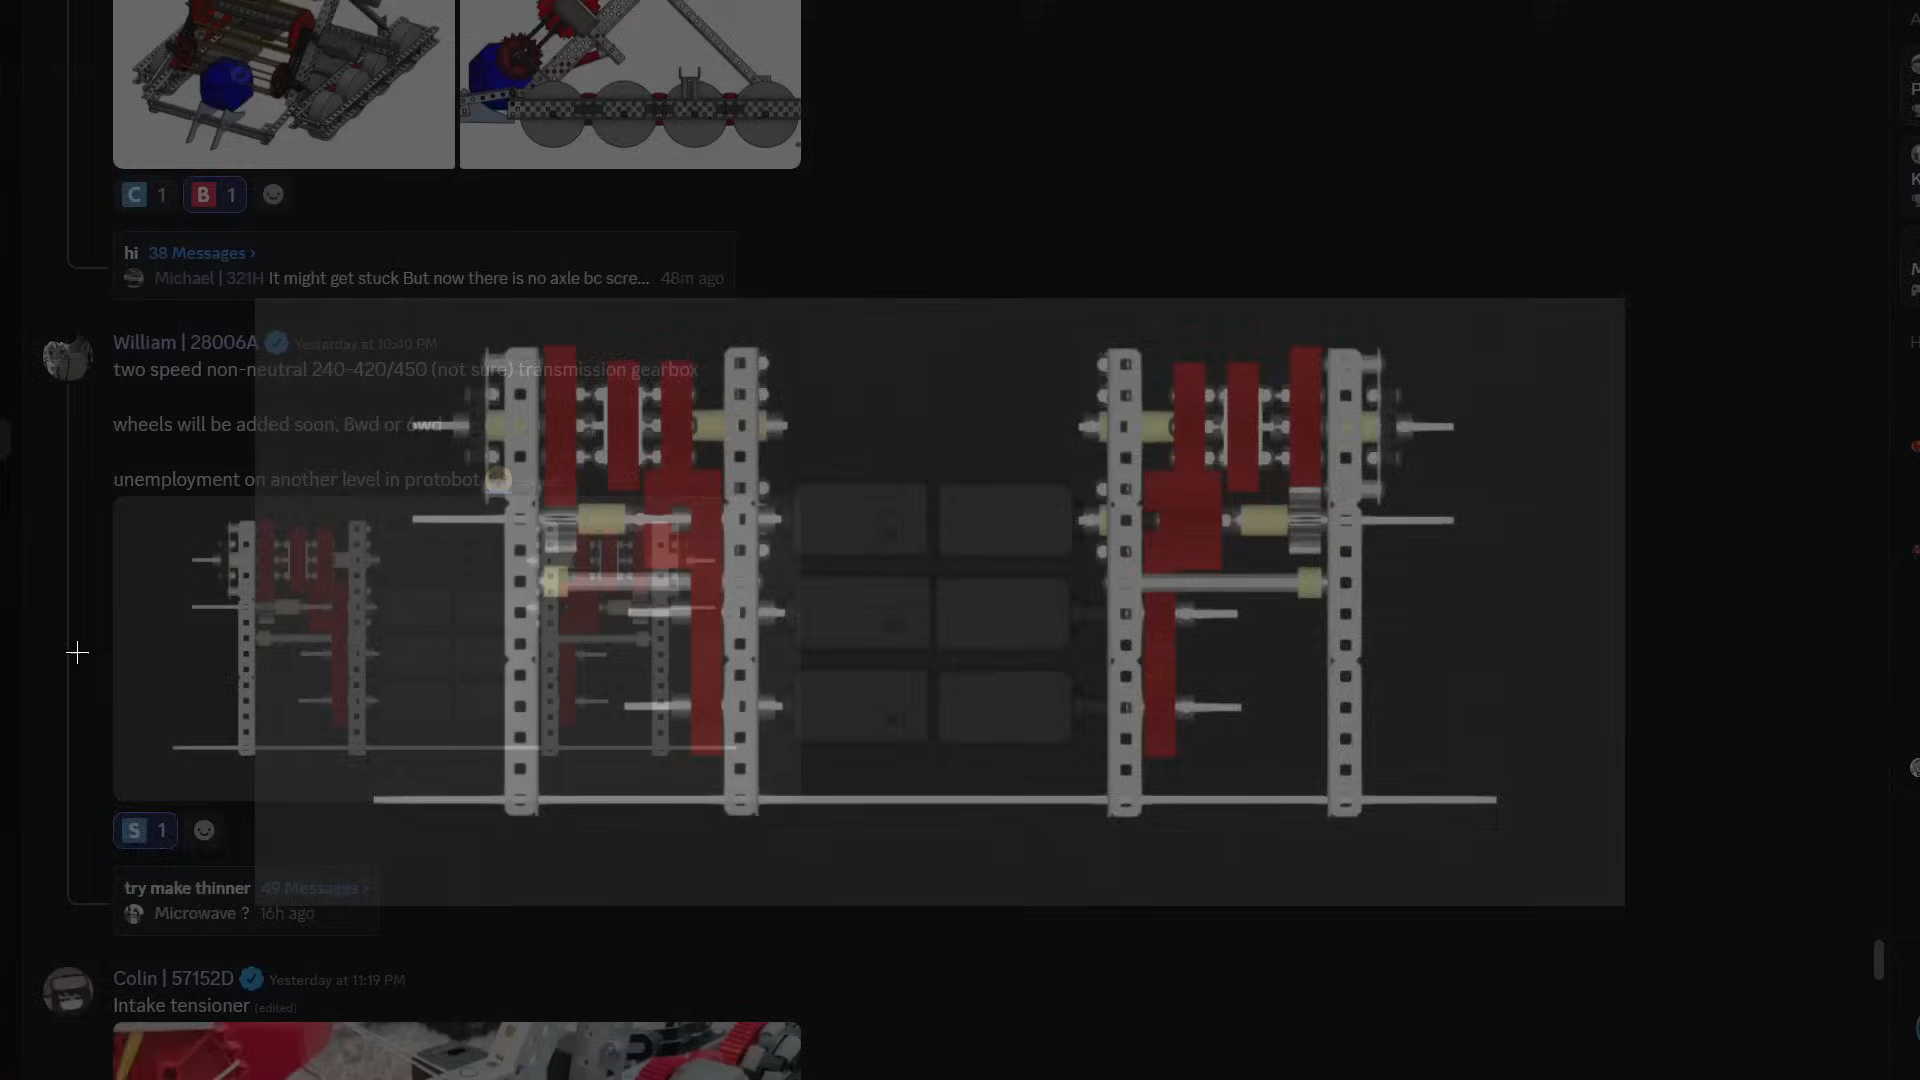 C 1 B 1
hi 38 Messages ›
Michael | 321H It might get stuck But now there is no axle bc scre... 48m ago
William | 28006A Yesterday at 10:40 PM
two speed non-neutral 240-420/450 (not sure) transmission gearbox
wheels will be added soon. 8wd or 6wd
unemployment on another level in protobot
S 1
try make thinner 49 Messages ›
Microwave ? 16h ago
Colin | 57152D Yesterday at 11:19 PM
Intake tensioner (edited)
A
P
K
M
H